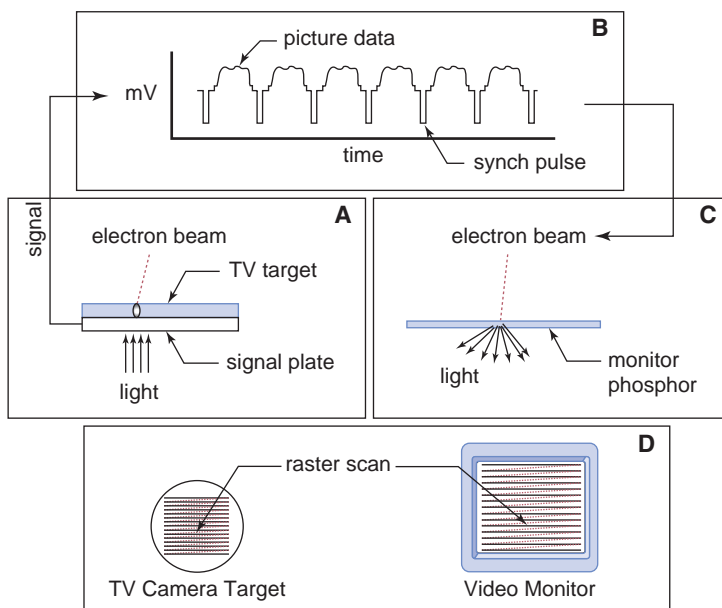 B
picture data
mV
time
synch pulse
signal
A
electron beam
TV target
signal plate
light
C
electron beam
monitor
phosphor
light
D
raster scan
TV Camera Target
Video Monitor